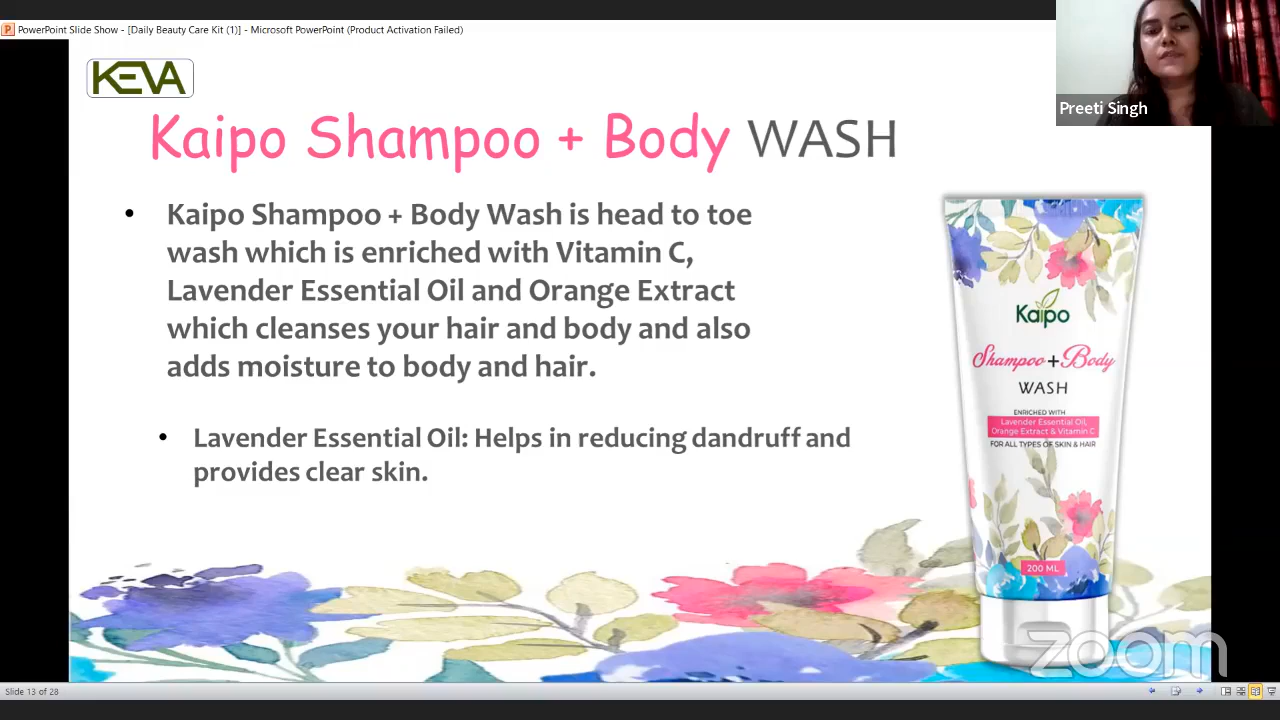 PowerPoint Slide Show - [Daily Beauty Care Kit (1)] - Microsoft PowerPoint (Product Activation Failed)
Preeti Singh
KEVA
Kaipo Shampoo + Body WASH
• Kaipo Shampoo + Body Wash is head to toe
wash which is enriched with Vitamin C,
Lavender Essential Oil and Orange Extract
which cleanses your hair and body and also
adds moisture to body and hair.
• Lavender Essential Oil: Helps in reducing dandruff and
provides clear skin.
Kaipo
Shampoo+Body
WASH
ENRICHED WITH
Lavender Essential Oil,
Orange Extract & Vitamin C
FOR ALL TYPES OF SKIN & HAIR
200 ML
zoom
Slide 13 of 28